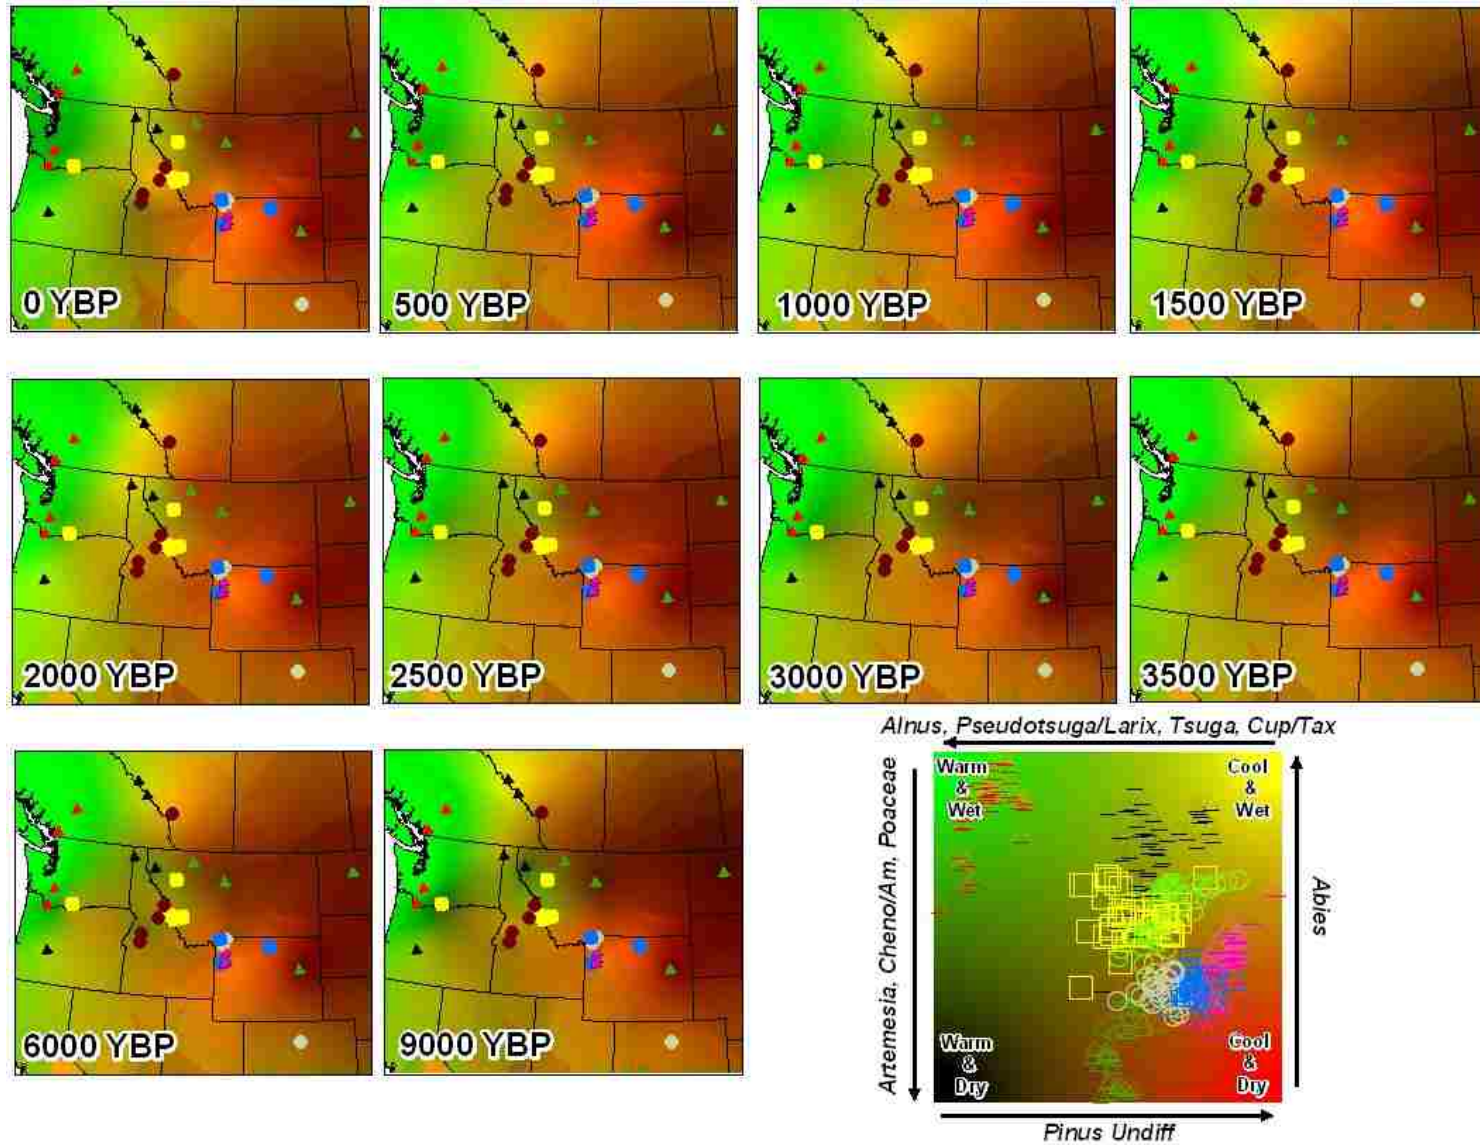 0 YBP
500 YBP
1000 YBP
1500 YBP
2000 YBP
2500 YBP
3000 YBP
3500 YBP
6000 YBP
9000 YBP
Alnus, Pseudotsuga/Larix, Tsuga, Cup/Tax
Artemesia, Cheno/Am, Poaceae
Warm
&
Wet
Cool
&
Wet
Abies
Warm
&
Dry
Cool
&
Dry
Pinus Undiff